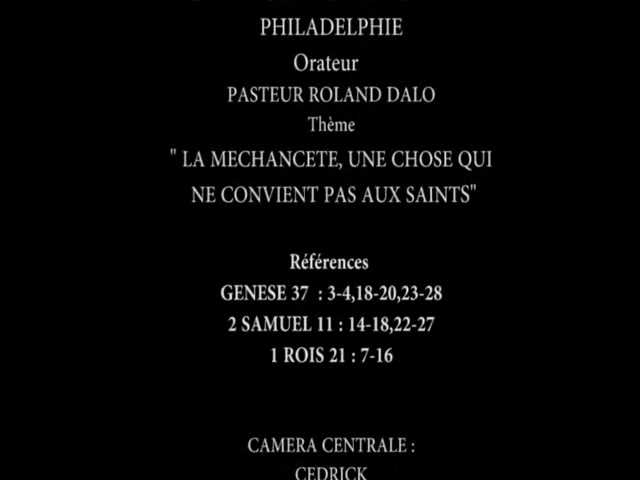 PHILADELPHIE
Orateur
PASTEUR ROLAND DALO
Thème
" LA MECHANCETE, UNE CHOSE QUI
NE CONVIENT PAS AUX SAINTS"
Références
GENESE 37 : 3-4,18-20,23-28
2 SAMUEL 11 : 14-18,22-27
1 ROIS 21 : 7-16
CAMERA CENTRALE :
CEDRICK